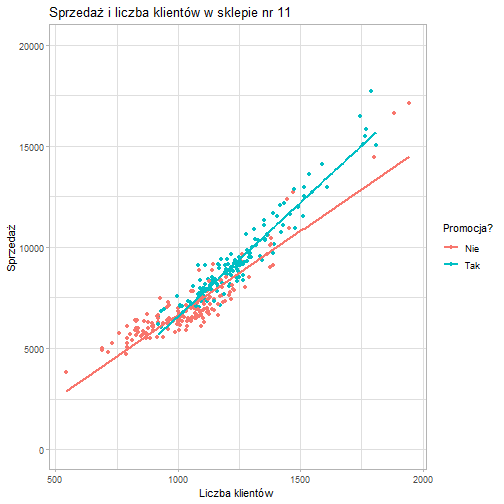 Sprzedaż i liczba klientów w sklepie nr 11
20000
15000
10000
5000
0
Sprzedaż
500
1000
1500
2000
Liczba klientów
Promocja?
Nie
Tak